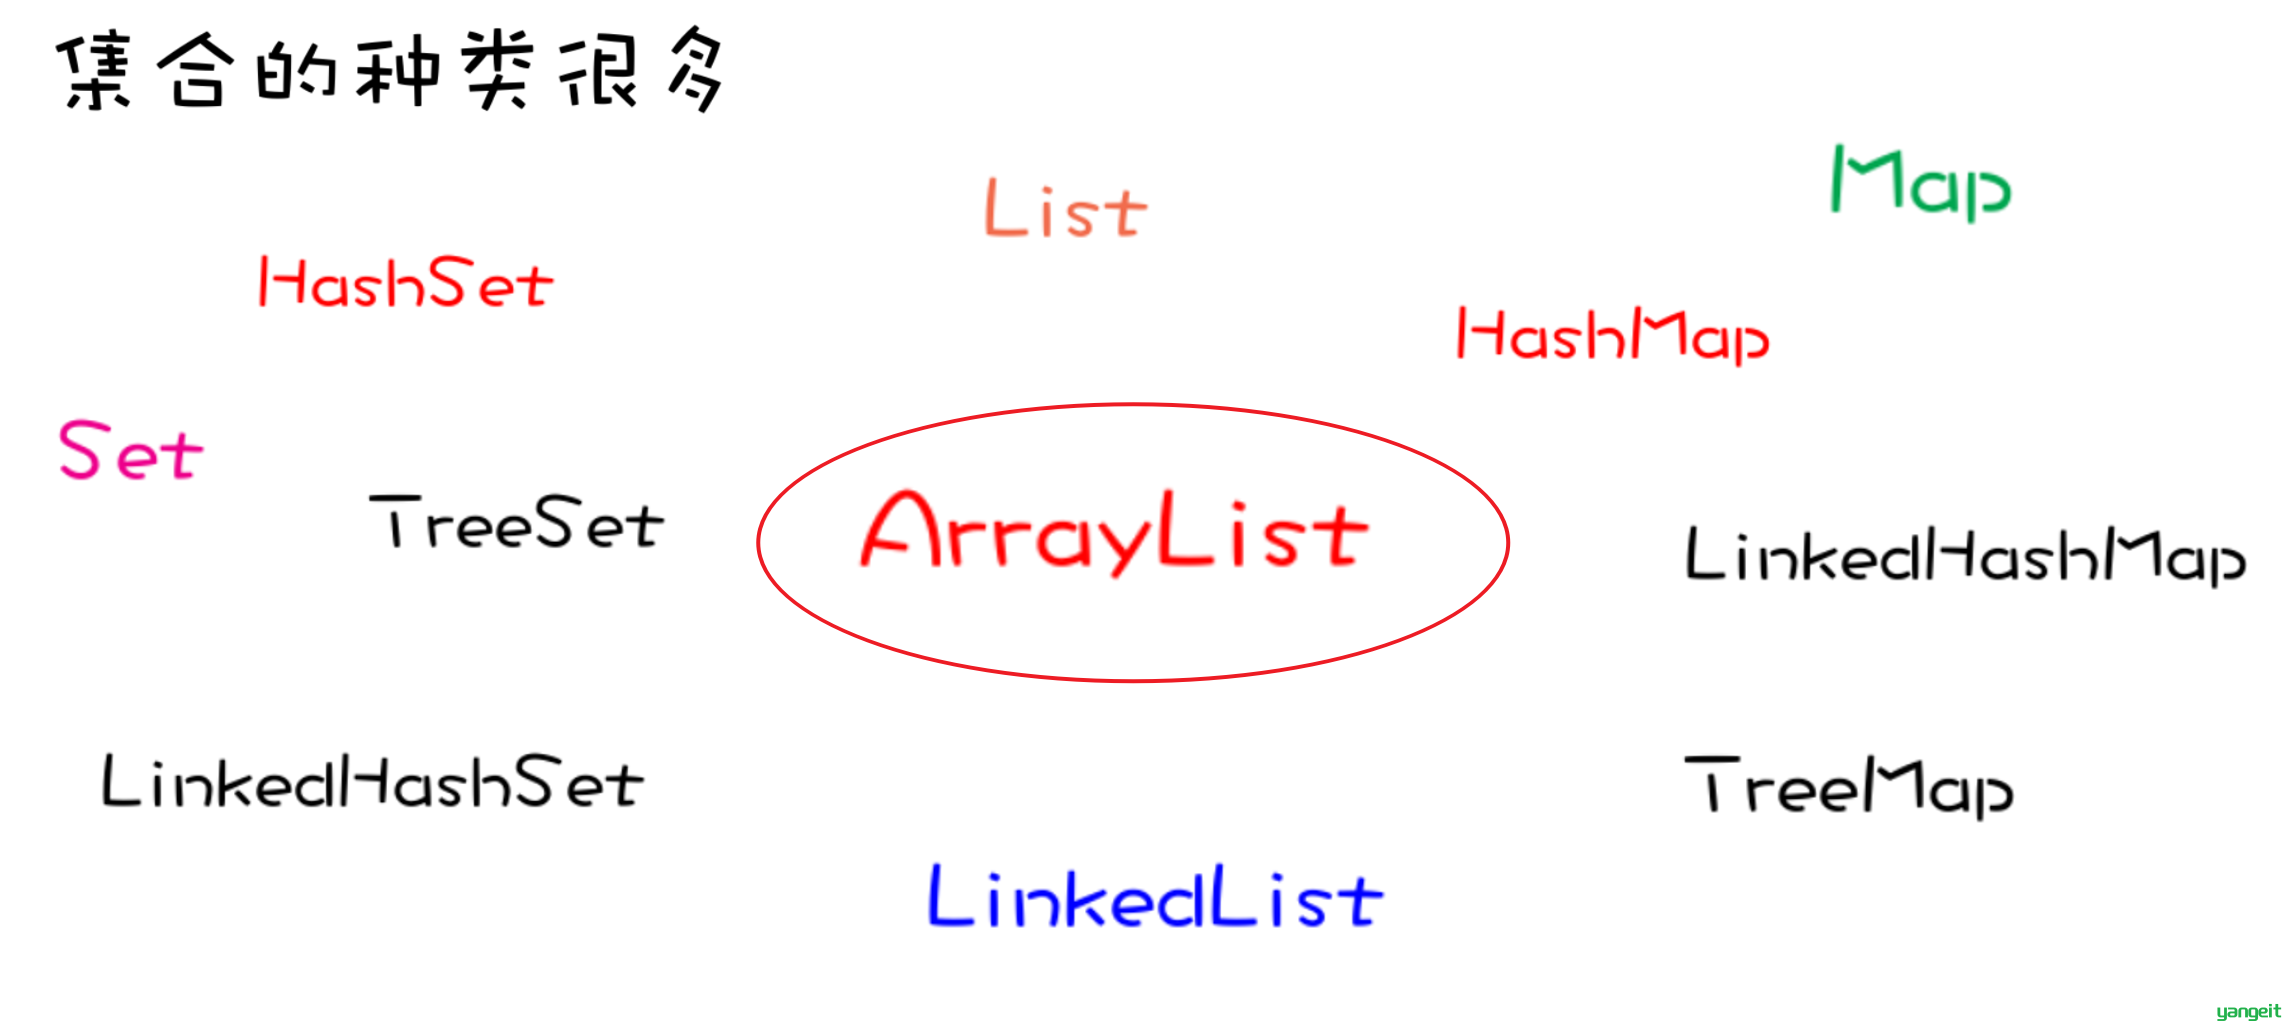 集合的种类很多
Map
List
HashSet
HashMap
Set
TreeSet
ArrayList
LinkedHashMap
LinkedHashSet
TreeMap
LinkedList
yangeit